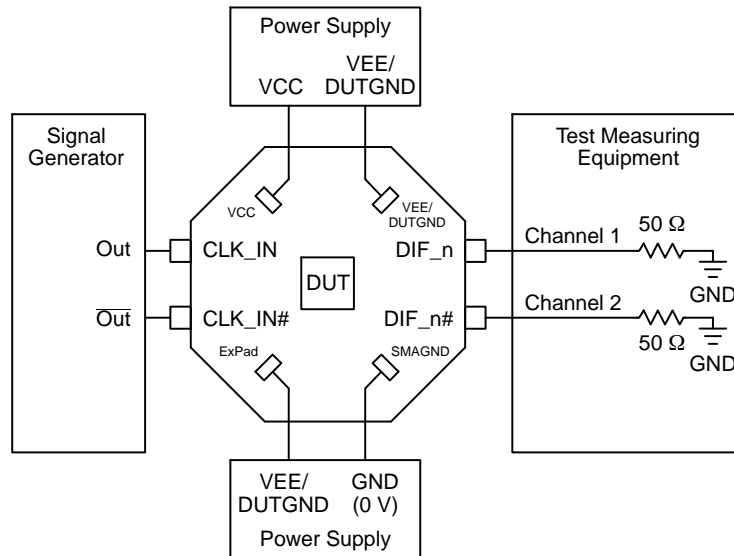 Power Supply
VCC
VEE/
DUTGND
Signal
Generator
Test Measuring
Equipment
VCC
VEE/
DUTGND
Out
CLK_IN
DIF_n
Channel 1
50 Ω
GND
DUT
Out
CLK_IN#
DIF_n#
Channel 2
50 Ω
GND
ExPad
SMAGND
VEE/
DUTGND
GND
(0 V)
Power Supply